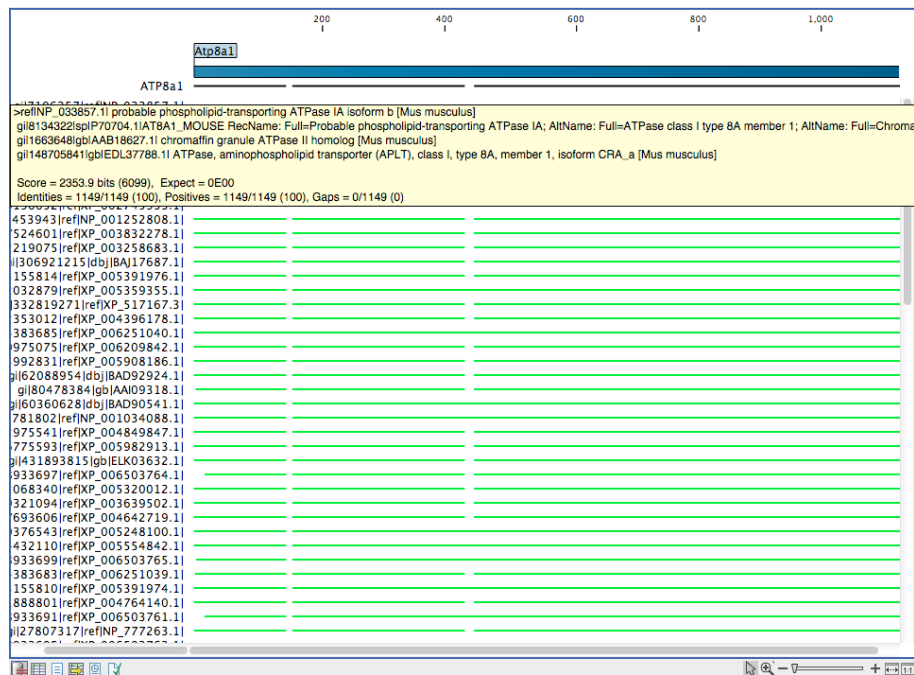 200 400 600 800 1,000
Atp8a1
ATP8a1
>ref|NP_033857.1| probable phospholipid-transporting ATPase IA isoform b [Mus musculus]
gi|8134322|sp|P70704.1|AT8A1_MOUSE RecName: Full=Probable phospholipid-transporting ATPase IA; AltName: Full=ATPase class I type 8A member 1; AltName: Full=Chroma
gi|1663648|gb|AAB18627.1| chromaffin granule ATPase II homolog [Mus musculus]
gi|148705841|gb|EDL37788.1| ATPase, aminophospholipid transporter (APLT), class I, type 8A, member 1, isoform CRA_a [Mus musculus]
Score = 2353.9 bits (6099), Expect = 0E00
Identities = 1149/1149 (100), Positives = 1149/1149 (100), Gaps = 0/1149 (0)
453943|ref|NP_001252808.1|
7524601|ref|XP_003832278.1|
219075|ref|XP_003258683.1|
gi|306921215|dbj|BAJ17687.1|
155814|ref|XP_005391976.1|
032879|ref|XP_005359355.1|
|332819271|ref|XP_517167.3|
353012|ref|XP_004396178.1|
383685|ref|XP_006251040.1|
975075|ref|XP_006209842.1|
992831|ref|XP_005908186.1|
gi|62088954|dbj|BAD92924.1|
gi|80478384|gb|AAI09318.1|
gi|60360628|dbj|BAD90541.1|
781802|ref|NP_001034088.1|
975541|ref|XP_004849847.1|
775593|ref|XP_005982913.1|
gi|431893815|gb|ELK03632.1|
933697|ref|XP_006503764.1|
068340|ref|XP_005320012.1|
321094|ref|XP_003639502.1|
7693606|ref|XP_004642719.1|
376543|ref|XP_005248100.1|
432110|ref|XP_005554842.1|
933699|ref|XP_006503765.1|
383683|ref|XP_006251039.1|
155810|ref|XP_005391974.1|
888801|ref|XP_004764140.1|
933691|ref|XP_006503761.1|
gi|27807317|ref|NP_777263.1|
1:1